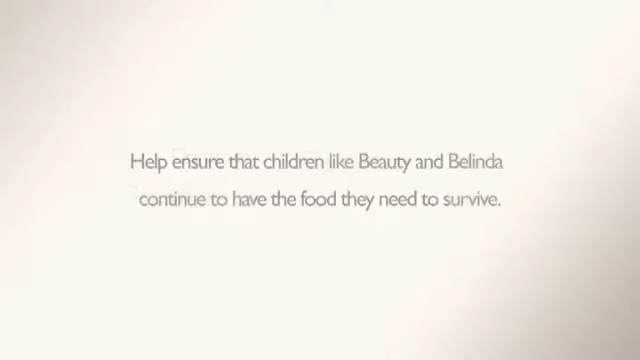 Help ensure that children like Beauty and Belinda
continue to have the food they need to survive.